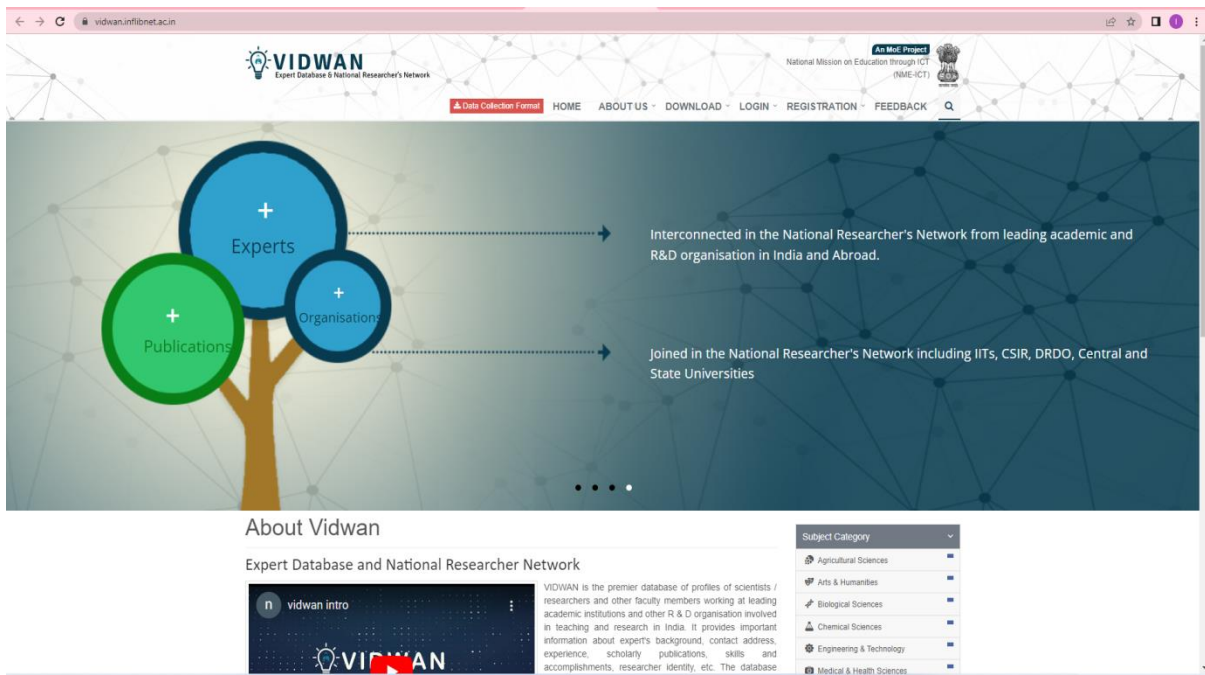 vidwan.inflibnet.ac.in
VIDWAN
Expert Database & National Researcher's Network
An MoE Project
National Mission on Education through ICT
(NME-ICT)
Data Collection Format
HOME
ABOUT US
DOWNLOAD
LOGIN
REGISTRATION
FEEDBACK
+
Experts
+
Organisations
+
Publications
Interconnected in the National Researcher's Network from leading academic and
R&D organisation in India and Abroad.
Joined in the National Researcher's Network including IITs, CSIR, DRDO, Central and
State Universities
About Vidwan
Expert Database and National Researcher Network
n
vidwan intro
VIDWAN
VIDWAN is the premier database of profiles of scientists /
researchers and other faculty members working at leading
academic institutions and other R & D organisation involved
in teaching and research in India. It provides important
information about expert's background, contact address,
experience, scholarly publications, skills and
accomplishments, researcher identity, etc. The database
Subject Category
Agricultural Sciences
Arts & Humanities
Biological Sciences
Chemical Sciences
Engineering & Technology
Medical & Health Sciences